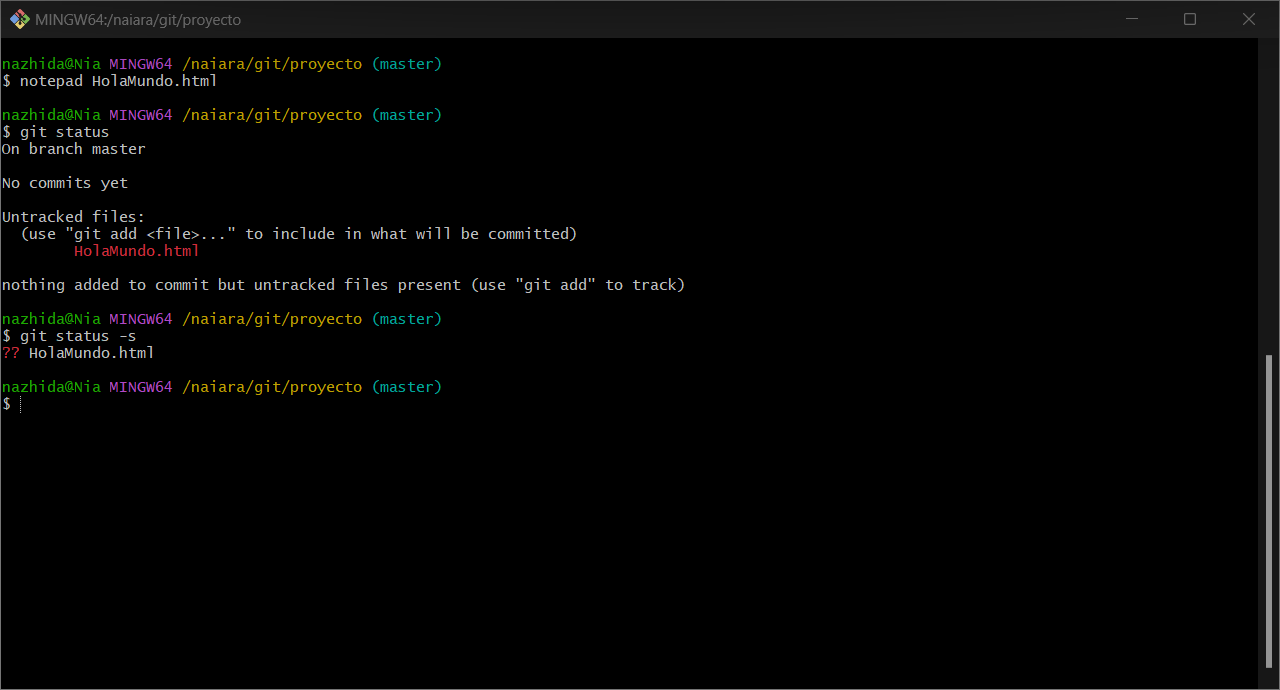 MINGW64:/naiara/git/proyecto
nazhida@Nia MINGW64 /naiara/git/proyecto (master)
$ notepad HolaMundo.html
nazhida@Nia MINGW64 /naiara/git/proyecto (master)
$ git status
On branch master
No commits yet
Untracked files:
  (use "git add <file>..." to include in what will be committed)
        HolaMundo.html
nothing added to commit but untracked files present (use "git add" to track)
nazhida@Nia MINGW64 /naiara/git/proyecto (master)
$ git status -s
?? HolaMundo.html
nazhida@Nia MINGW64 /naiara/git/proyecto (master)
$